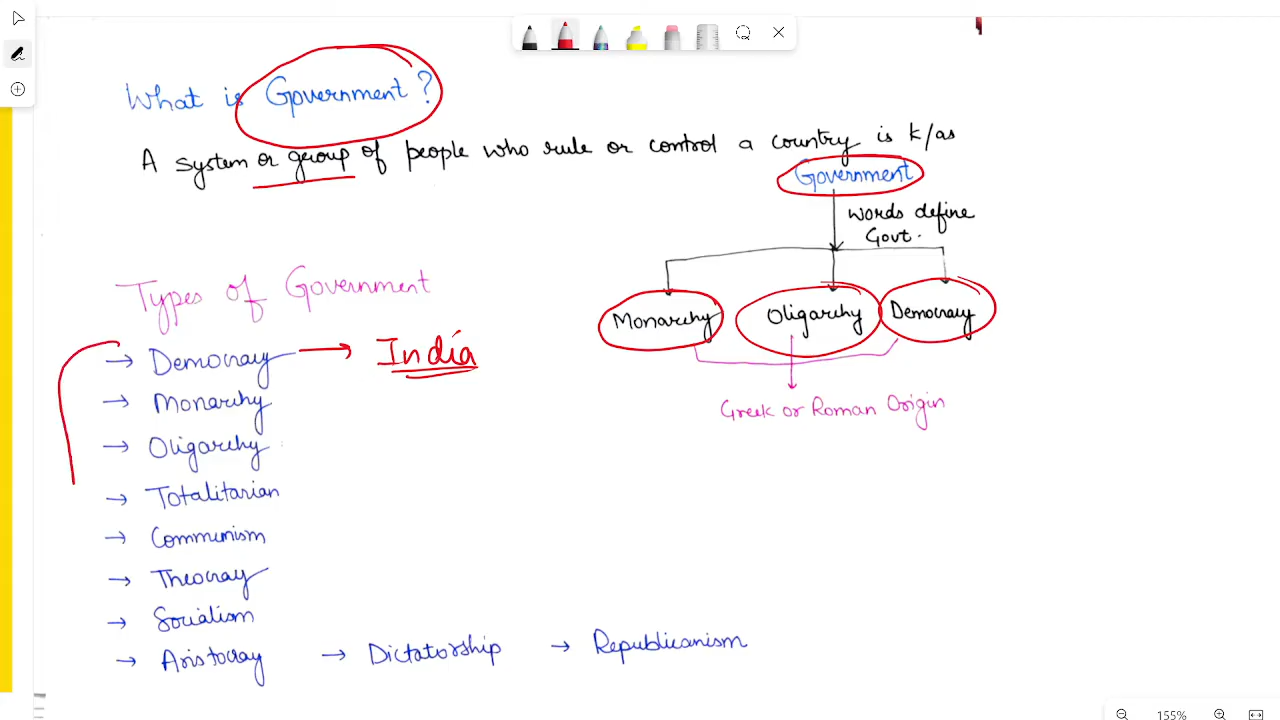 What is Government?
A system or group of people who rule or control a country is k/as
Government
words define
Govt.
Monarchy Oligarchy Democracy
Greek or Roman Origin
Types of Government
→ Democracy → India
→ Monarchy
→ Oligarchy
→ Totalitarian
→ Communism
→ Theocracy
→ Socialism
→ Aristocracy → Dictatorship → Republicanism
155%